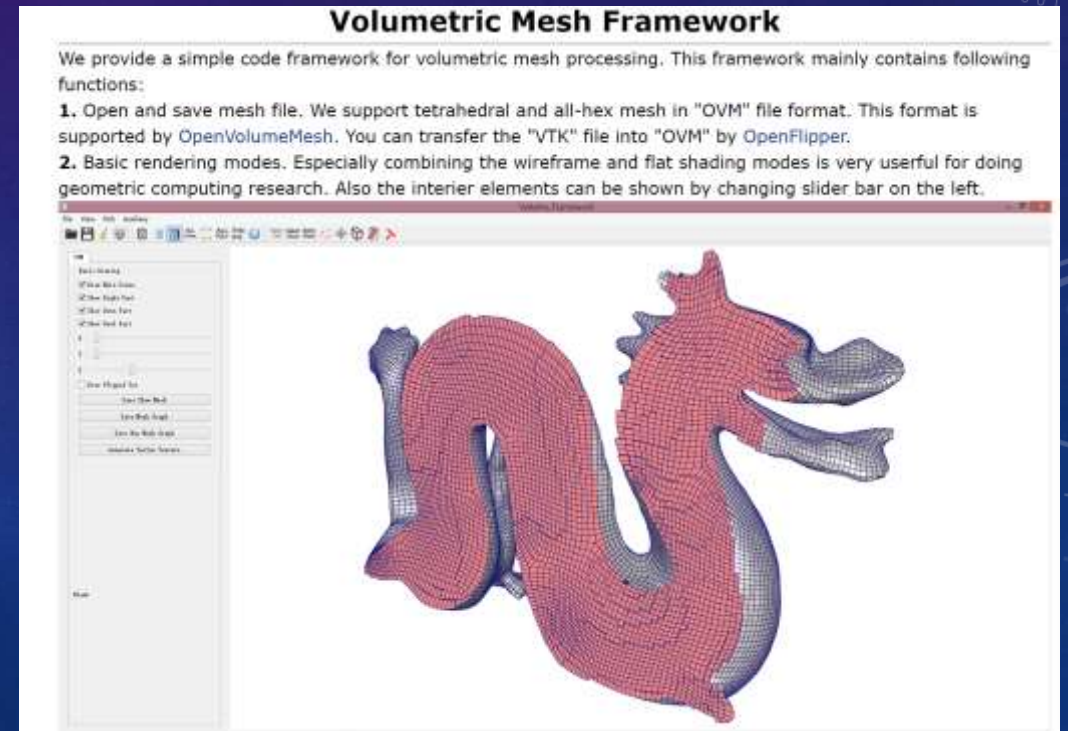 Volumetric Mesh Framework
We provide a simple code framework for volumetric mesh processing. This framework mainly contains following
functions:
1. Open and save mesh file. We support tetrahedral and all-hex mesh in "OVM" file format. This format is
supported by OpenVolumeMesh. You can transfer the "VTK" file into "OVM" by OpenFlipper.
2. Basic rendering modes. Especially combining the wireframe and flat shading modes is very userful for doing
geometric computing research. Also the interier elements can be shown by changing slider bar on the left.